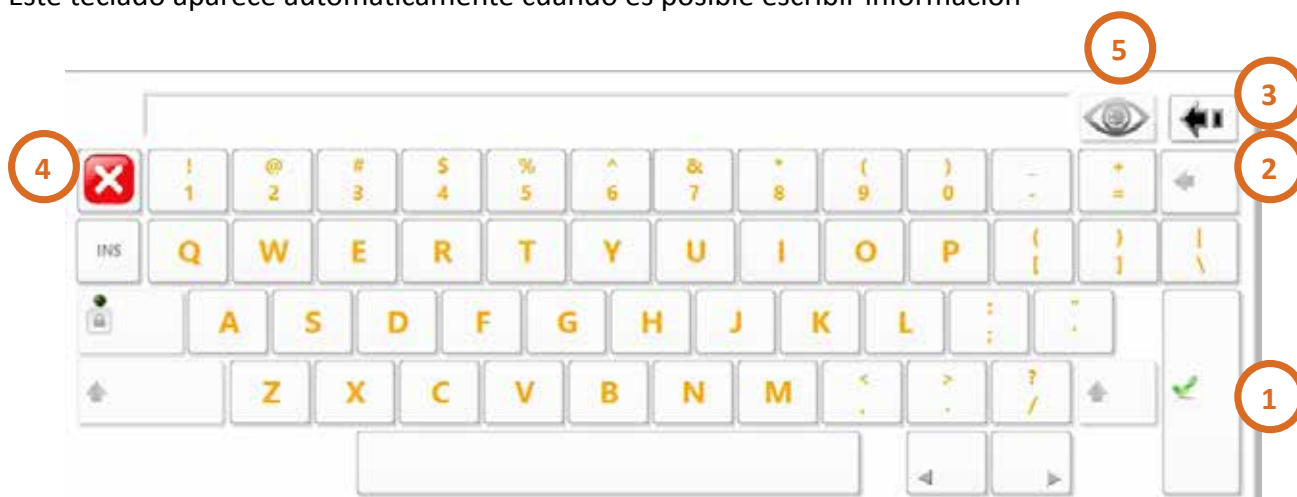 Este teclado aparece automáticamente cuando es posible escribir información
5
3
4
! @ # $ % ^ & * ( ) _ +
1 2 3 4 5 6 7 8 9 0 - =
2
{ } |
INS Q W E R T Y U I O P [ ] \
: "
A S D F G H J K L ; '
< > ?
Z X C V B N M , . /
1